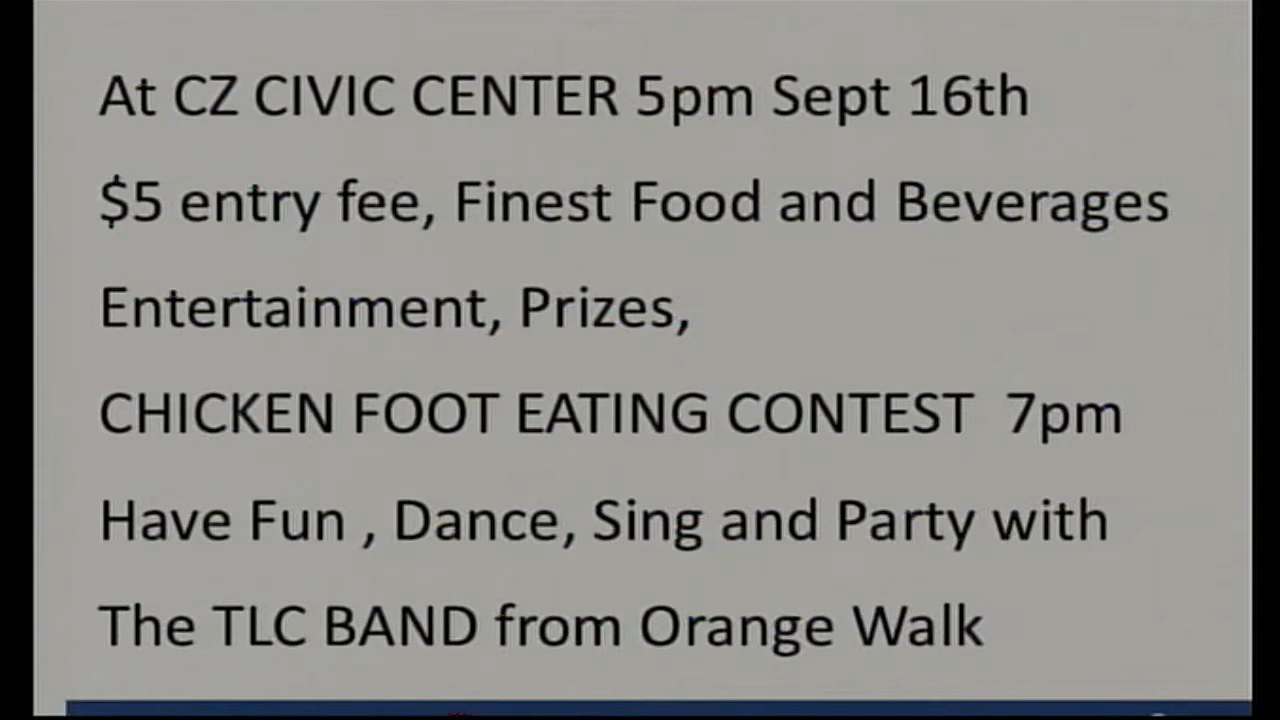 At CZ CIVIC CENTER 5pm Sept 16th
$5 entry fee, Finest Food and Beverages
Entertainment, Prizes,
CHICKEN FOOT EATING CONTEST  7pm
Have Fun , Dance, Sing and Party with
The TLC BAND from Orange Walk